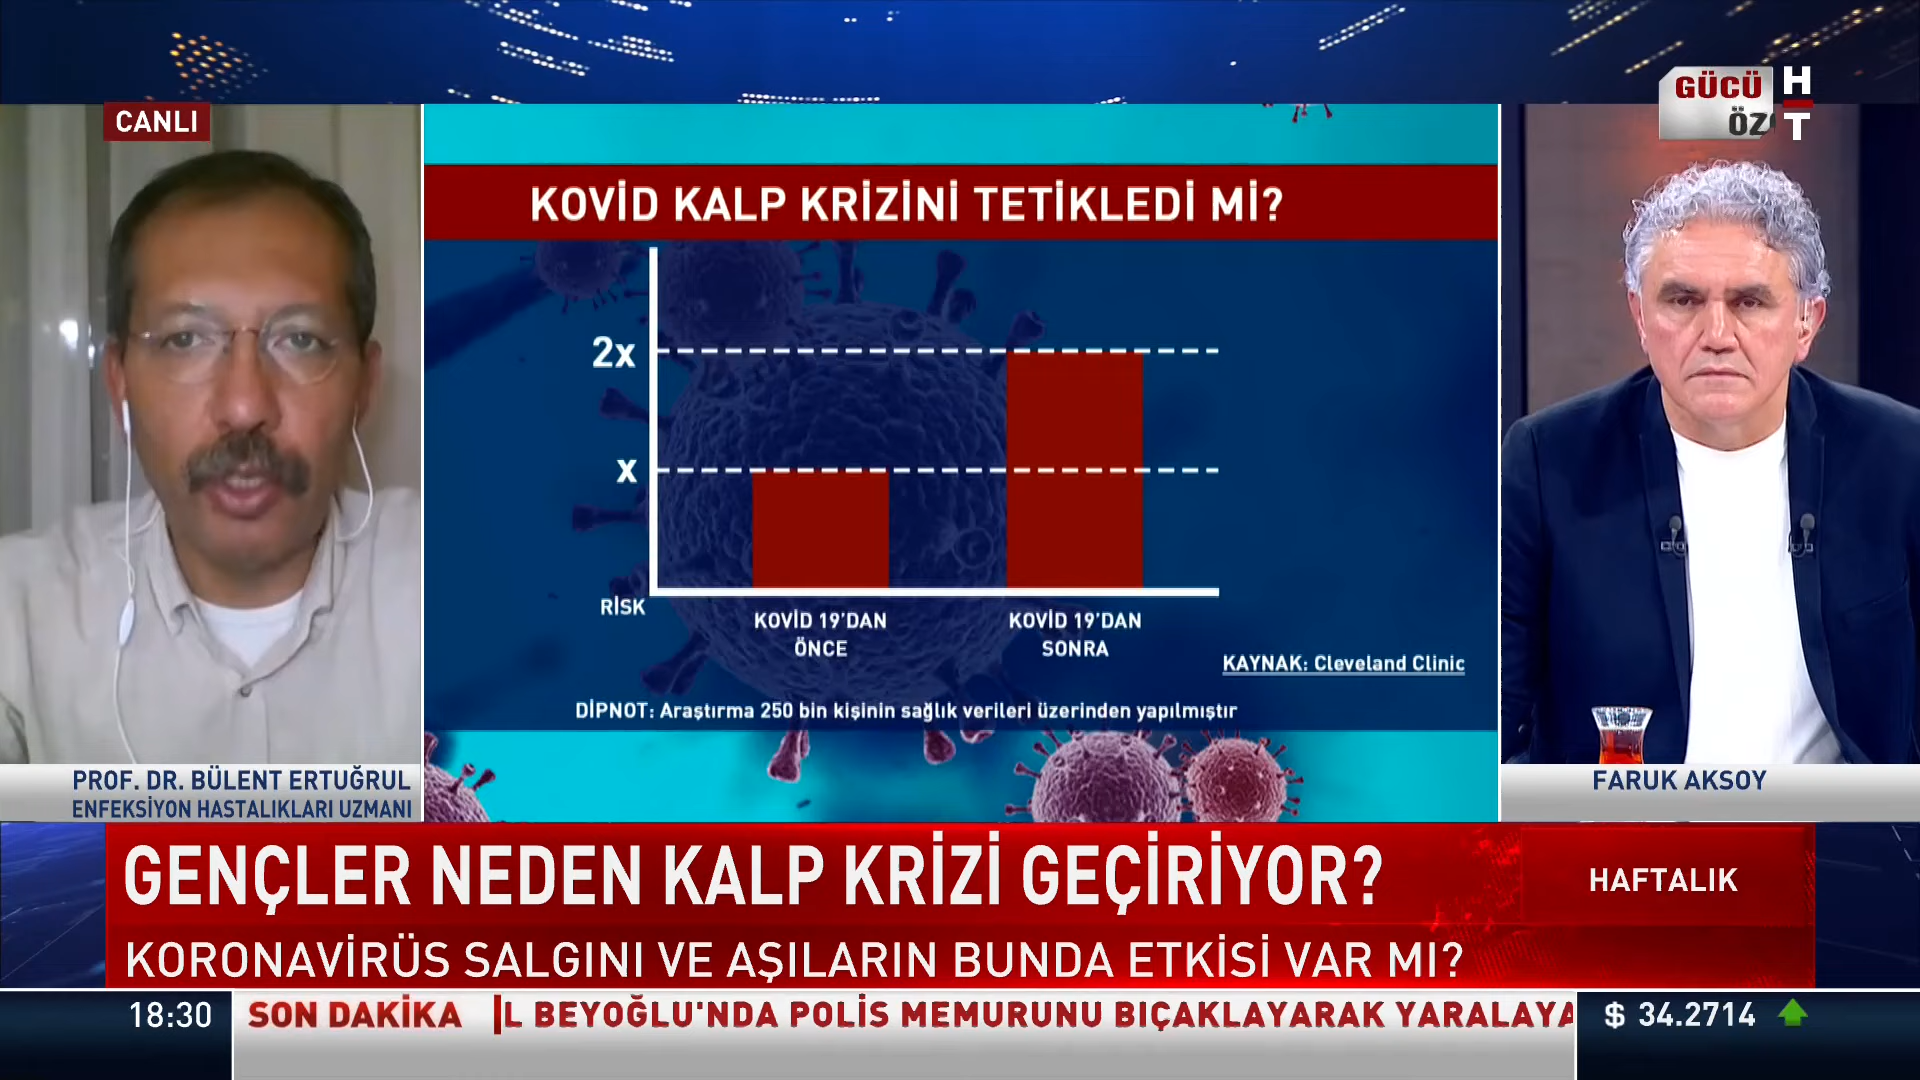 GÜCÜ
HT
CANLI
KOVİD KALP KRİZİNİ TETİKLEDİ Mİ?
2x
x
RİSK
KOVİD 19'DAN
ÖNCE
KOVİD 19'DAN
SONRA
KAYNAK: Cleveland Clinic
DİPNOT: Araştırma 250 bin kişinin sağlık verileri üzerinden yapılmıştır
PROF. DR. BÜLENT ERTUĞRUL
ENFEKSİYON HASTALIKLARI UZMANI
FARUK AKSOY
GENÇLER NEDEN KALP KRİZİ GEÇİRİYOR?
HAFTALIK
KORONAVİRÜS SALGINI VE AŞILARIN BUNDA ETKİSİ VAR MI?
18:30
SON DAKİKA
L BEYOĞLU'NDA POLİS MEMURUNU BIÇAKLAYARAK YARALAYA
$ 34.2714